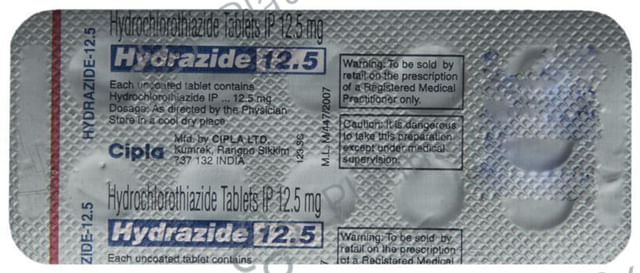 HYDRAZIDE-12.5
Hydrochlorothiazide Tablets IP 12.5 mg
Hydrazide 12.5
Each uncoated tablet contains
Hydrochlorothiazide IP ... 12.5 mg
Dosage: As directed by the Physician
Store in a cool dry place
Cipla
Mfd. by CIPLA LTD.
Kumrek, Rangpo Sikkim
737 132 INDIA
M.L. M/447/2007
Warning: To be sold by
retail on the prescription
of a Registered Medical
Practitioner only.
Caution: It is dangerous
to take this preparation
except under medical
supervision.
ZIDE-12.5
Hydrochlorothiazide Tablets IP 12.5 mg
Hydrazide 12.5
Each uncoated tablet contains
Warning: To be sold by
retail on the prescription
of a Registered Medical